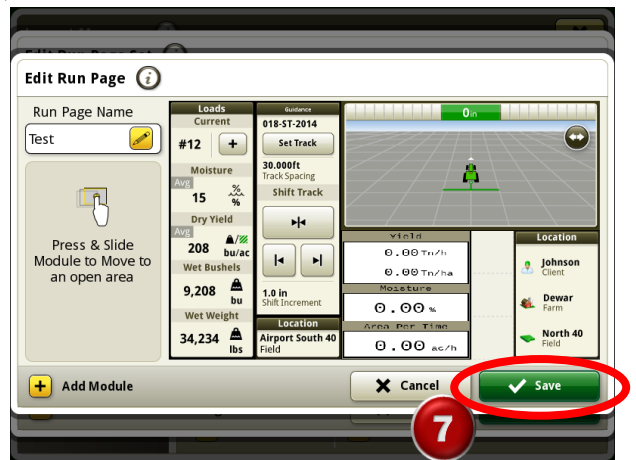 Edit Run Page i
Run Page Name
Test
Press & Slide
Module to Move to
an open area
Loads
Current
#12 +
Moisture
Avg
15 %
%
Dry Yield
Avg
208 bu/ac
Wet Bushels
9,208 bu
Wet Weight
34,234 lbs
Guidance
018-ST-2014
Set Track
30.000ft
Track Spacing
Shift Track
1.0 in
Shift Increment
Location
Airport South 40
Field
0in
Yield
0.00 Tn/h
0.00 Tn/ha
Moisture
0.00 %
Area Per Time
0.00 ac/h
Location
Johnson
Client
Dewar
Farm
North 40
Field
+ Add Module
Cancel
Save
7